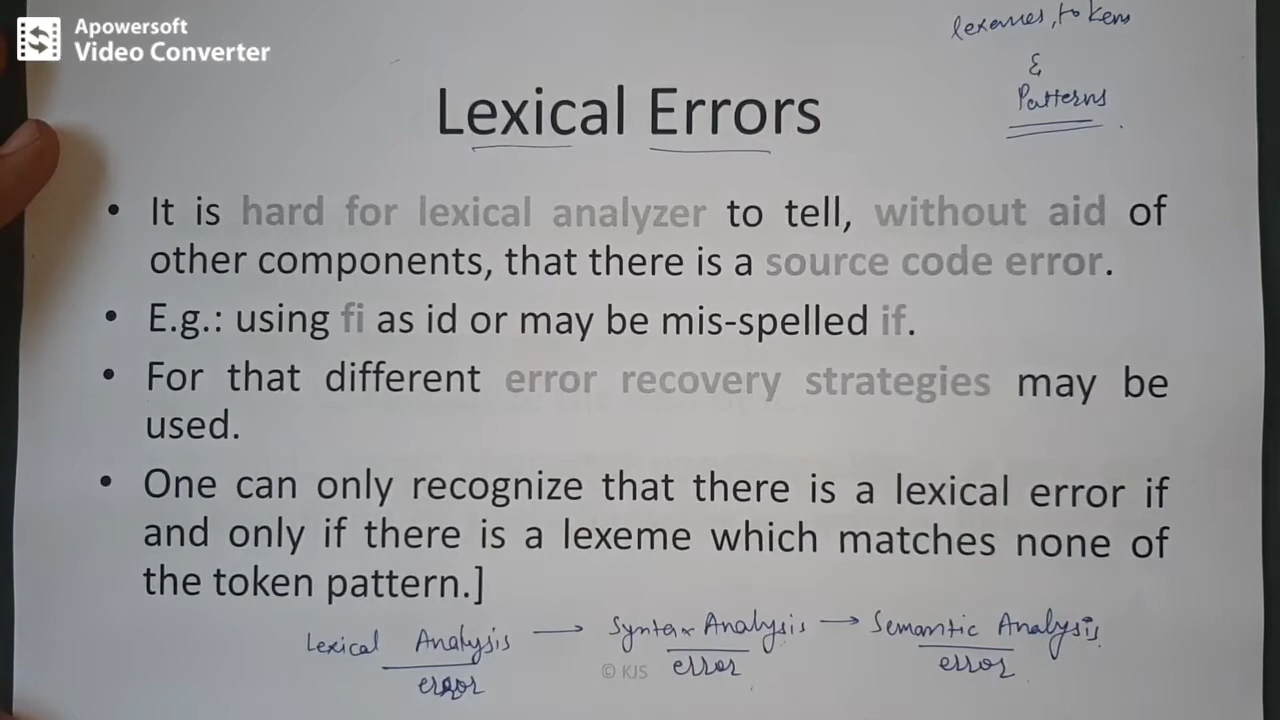 Apowersoft
Video Converter
lexemes, tokens
&
Patterns
Lexical Errors
• It is hard for lexical analyzer to tell, without aid of
other components, that there is a source code error.
• E.g.: using fi as id or may be mis-spelled if.
• For that different error recovery strategies may be
used.
• One can only recognize that there is a lexical error if
and only if there is a lexeme which matches none of
the token pattern.]
Lexical Analysis → Syntax Analysis → Semantic Analysis
error error error
© KJS